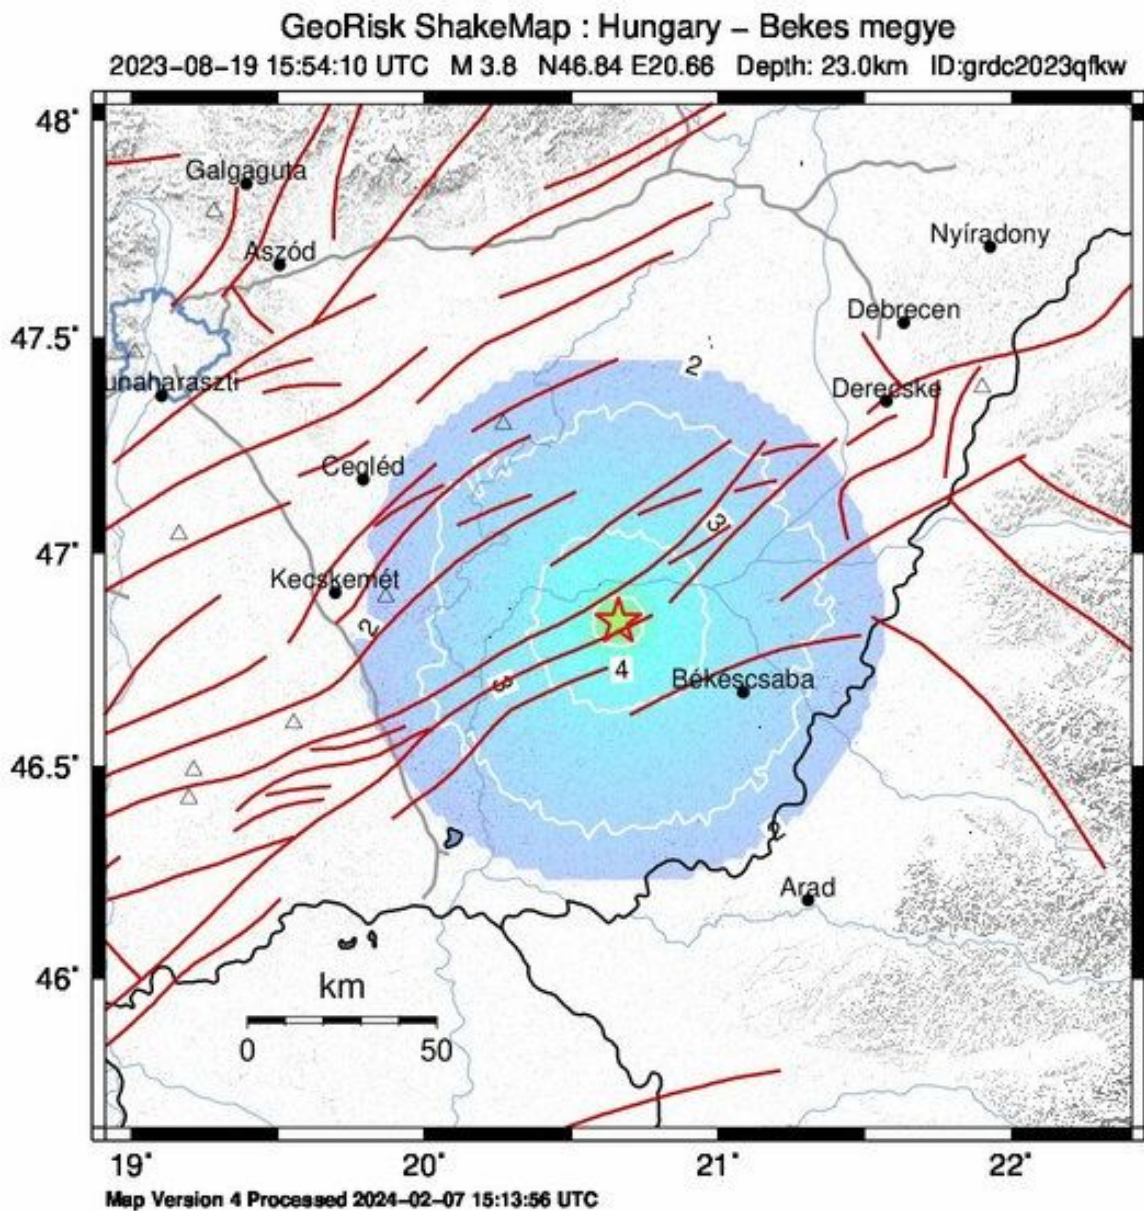 GeoRisk ShakeMap : Hungary – Bekes megye
2023–08–19 15:54:10 UTC M 3.8 N46.84 E20.66 Depth: 23.0km ID:grdc2023qfkw
48˚
Galgaguta
Nyíradony
Aszód
Debrecen
47.5˚
2
unaharaszti
Derecske
Cegléd
3
47˚
Kecskemét
2
4
3
Békéscsaba
46.5˚
2
Arad
46˚
km
0 50
19˚ 20˚ 21˚ 22˚
Map Version 4 Processed 2024–02–07 15:13:56 UTC